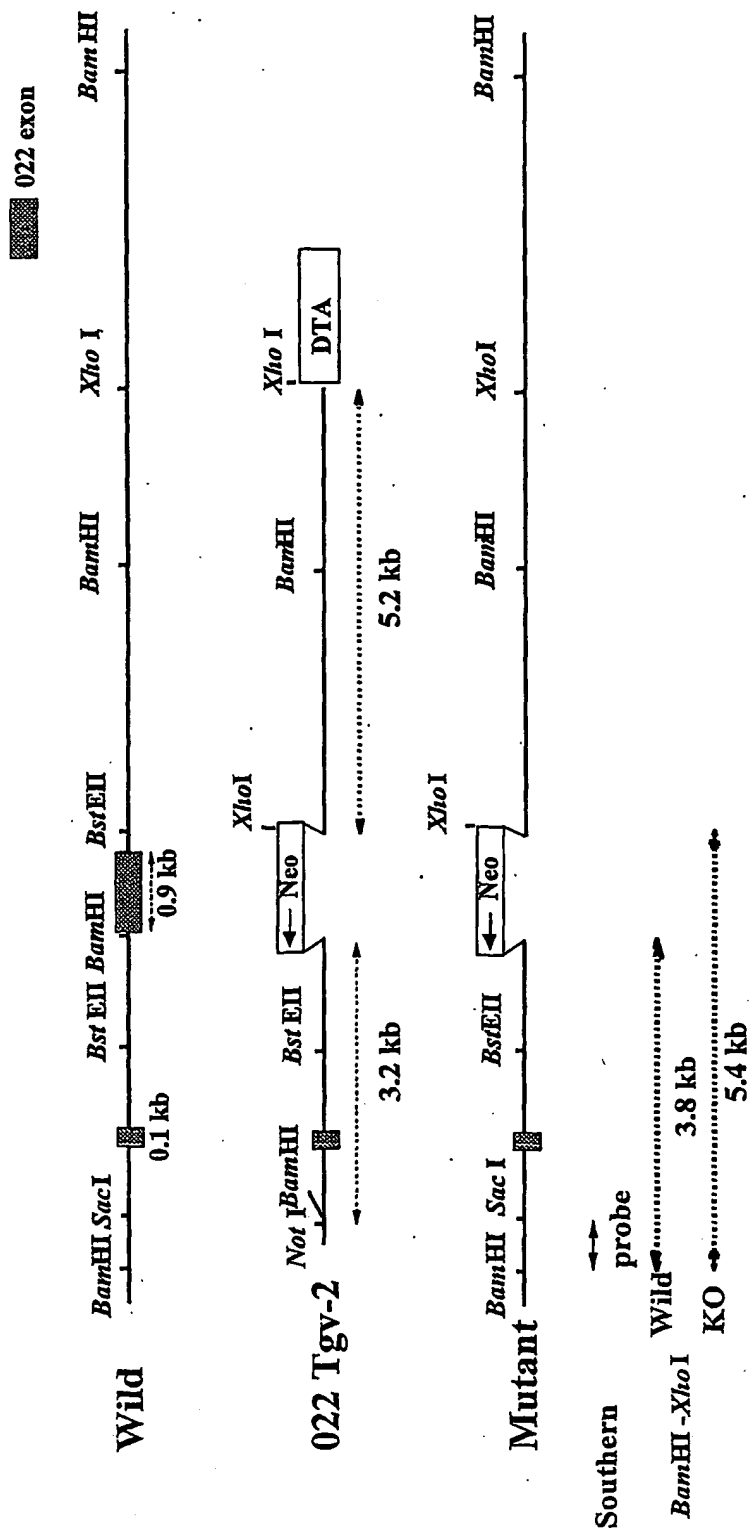 022 exon
Wild
BamHI SacI
0.1 kb
Bst EII
BamHI
0.9 kb
BstEII
BamHI
Xho I
Bam HI
022 Tgv-2
Not I
BamHI
Bst EII
3.2 kb
Neo
XhoI
BamHI
5.2 kb
Xho I
DTA
Mutant
BamHI Sac I
BstEII
Neo
XhoI
BamHI
XhoI
BamHI
Southern
probe
BamHI -XhoI
Wild
3.8 kb
KO
5.4 kb